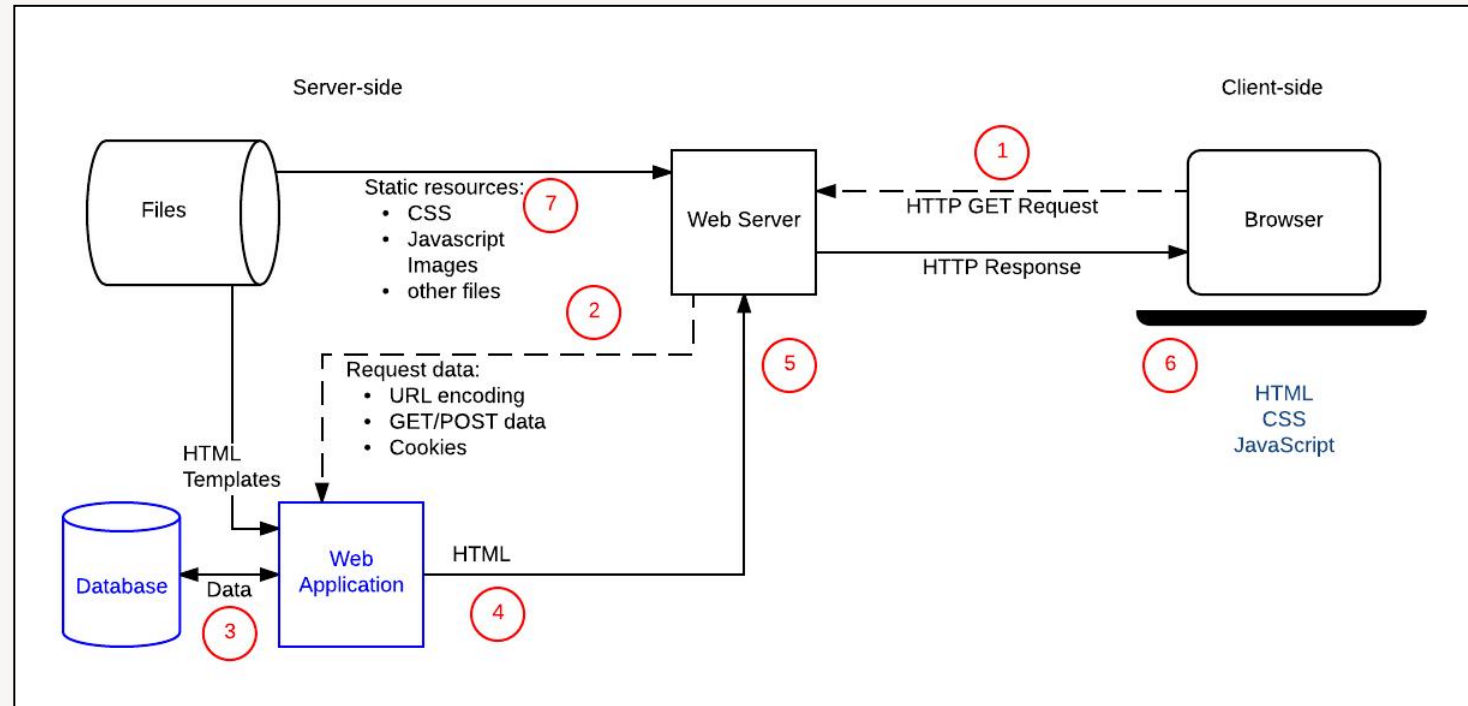 Server-side
Client-side
1
Files
Static resources:
• CSS
• Javascript
Images
• other files
7
Web Server
HTTP GET Request
HTTP Response
Browser
2
Request data:
• URL encoding
• GET/POST data
• Cookies
5
6
HTML
CSS
JavaScript
HTML
Templates
Database
Data
3
Web
Application
HTML
4